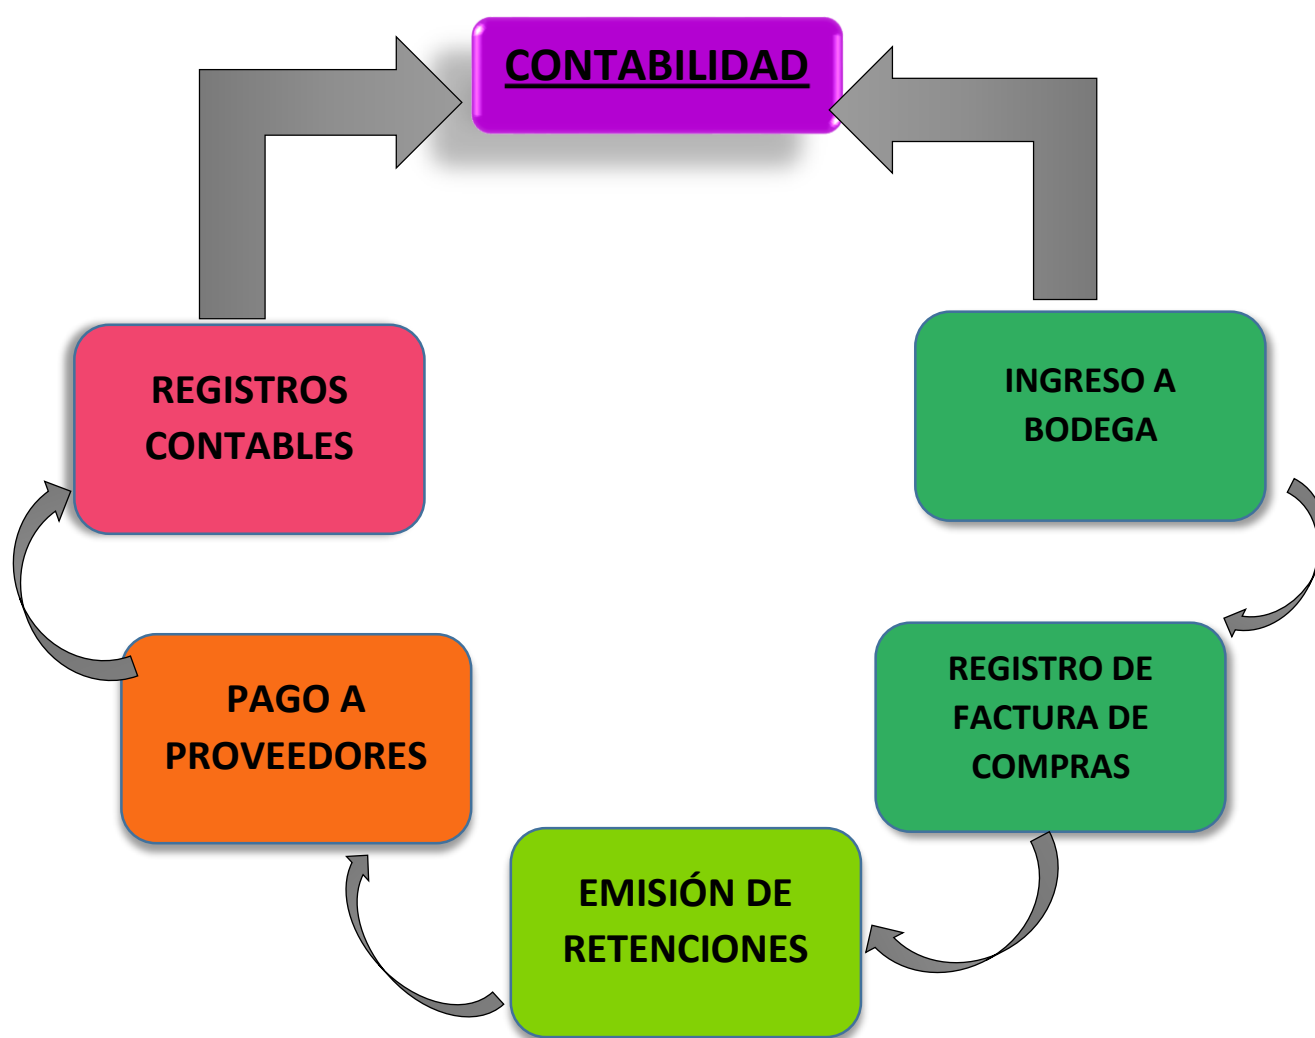 CONTABILIDAD
INGRESO A
BODEGA
REGISTRO DE
FACTURA DE
COMPRAS
EMISIÓN DE
RETENCIONES
PAGO A
PROVEEDORES
REGISTROS
CONTABLES